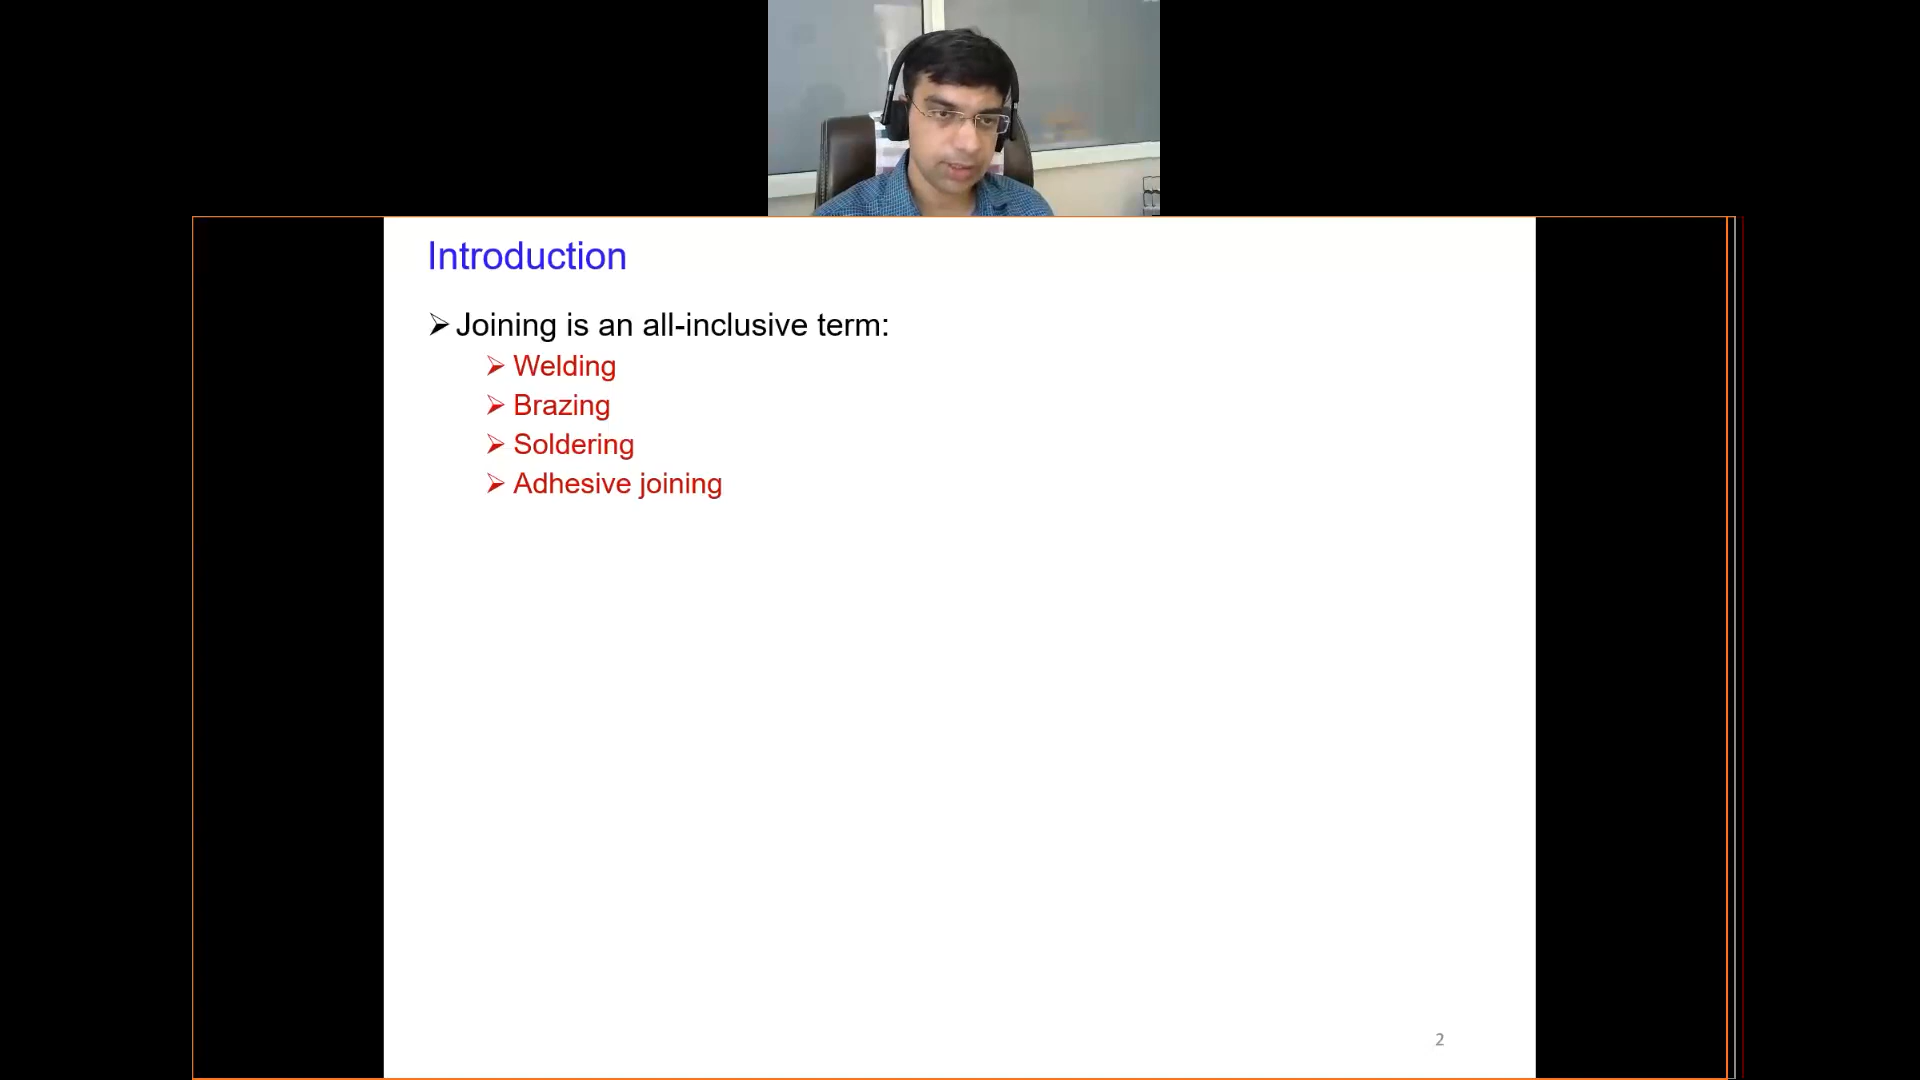 Introduction
➢ Joining is an all-inclusive term:
➢ Welding
➢ Brazing
➢ Soldering
➢ Adhesive joining
2